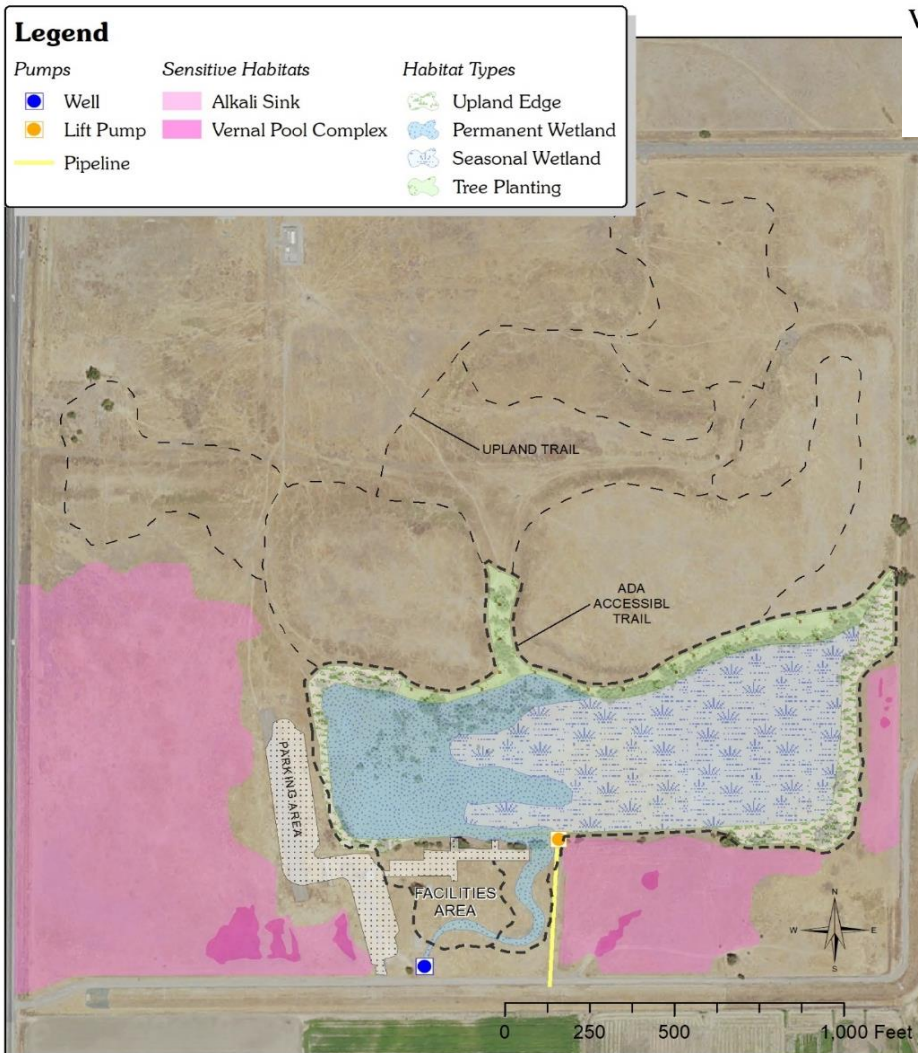 V
Legend
Pumps
Well
Lift Pump
Pipeline
Sensitive Habitats
Alkali Sink
Vernal Pool Complex
Habitat Types
Upland Edge
Permanent Wetland
Seasonal Wetland
Tree Planting
UPLAND TRAIL
ADA
ACCESSIBL
TRAIL
PARKING AREA
FACILITIES
AREA
N
W
E
S
0 250 500 1,000 Feet